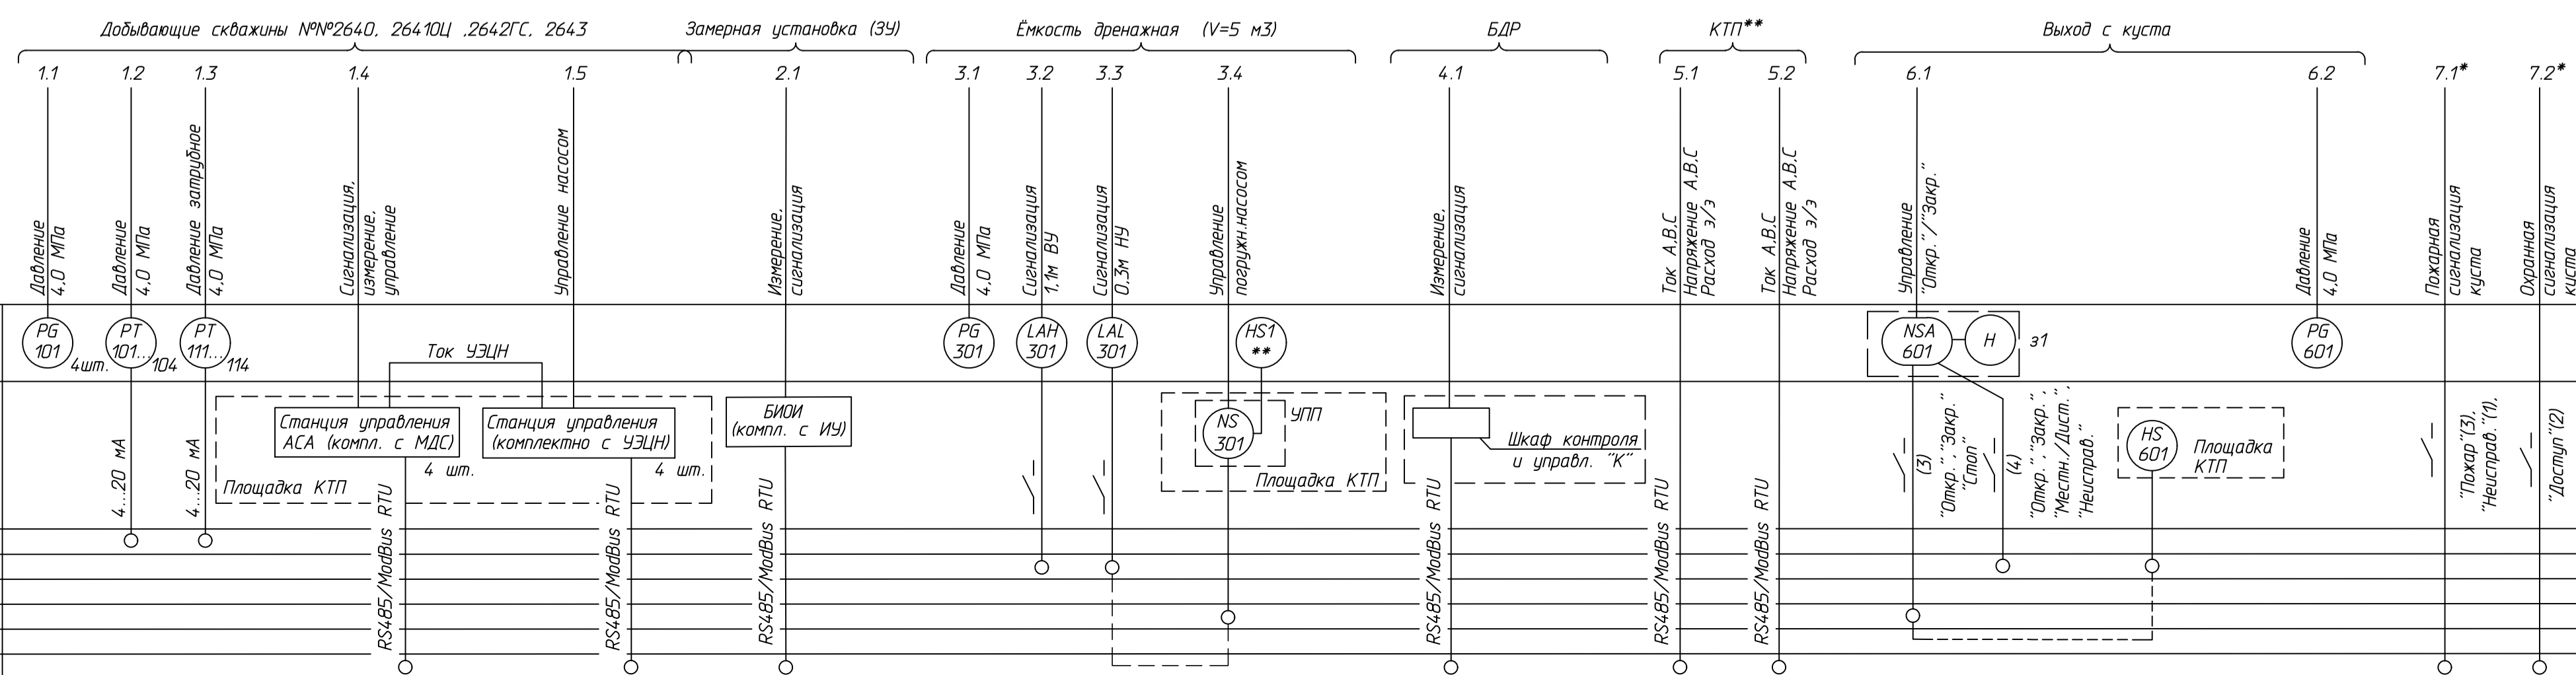 Добывающие скважины №№2640, 2641ОЦ ,2642ГС, 2643
Замерная установка (ЗУ)
Ёмкость дренажная (V=5 м3)
БДР
КТП**
Выход с куста
1.1
1.2
1.3
1.4
1.5
2.1
3.1
3.2
3.3
3.4
4.1
5.1
5.2
6.1
6.2
7.1*
7.2*
Давление
4,0 МПа
Давление
4,0 МПа
Давление затрубное
4,0 МПа
Сигнализация,
измерение,
управление
Управление насосом
Измерение,
сигнализация
Давление
4,0 МПа
Сигнализация
1,1м ВУ
Сигнализация
0,3м НУ
Управление
погружн.насосом
Измерение,
сигнализация
Ток А,В,С
Напряжение А,В,С
Расход э/э
Ток А,В,С
Напряжение А,В,С
Расход э/э
Управление
"Откр."/"Закр."
Давление
4,0 МПа
Пожарная
сигнализация
куста
Охранная
сигнализация
куста
PG
101
4шт.
PT
101...
104
PT
111...
114
Ток УЭЦН
PG
301
LAH
301
LAL
301
HS1
**
NSA
601
H
з1
PG
601
4...20 мА
4...20 мА
Станция управления
АСА (компл. с МДС)
4 шт.
Станция управления
(комплектно с УЭЦН)
4 шт.
Площадка КТП
БИОИ
(компл. с ИУ)
NS
301
УПП
Площадка КТП
Шкаф контроля
и управл. "К"
(3)
"Откр.","Закр."
"Стоп"
(4)
"Откр.","Закр.",
"Местн./Дист.",
"Неисправ."
HS
601
Площадка
КТП
"Пожар"(3),
"Неисправ."(1),
"Доступ"(2)
RS485/ModBus RTU
RS485/ModBus RTU
RS485/ModBus RTU
RS485/ModBus RTU
RS485/ModBus RTU
RS485/ModBus RTU